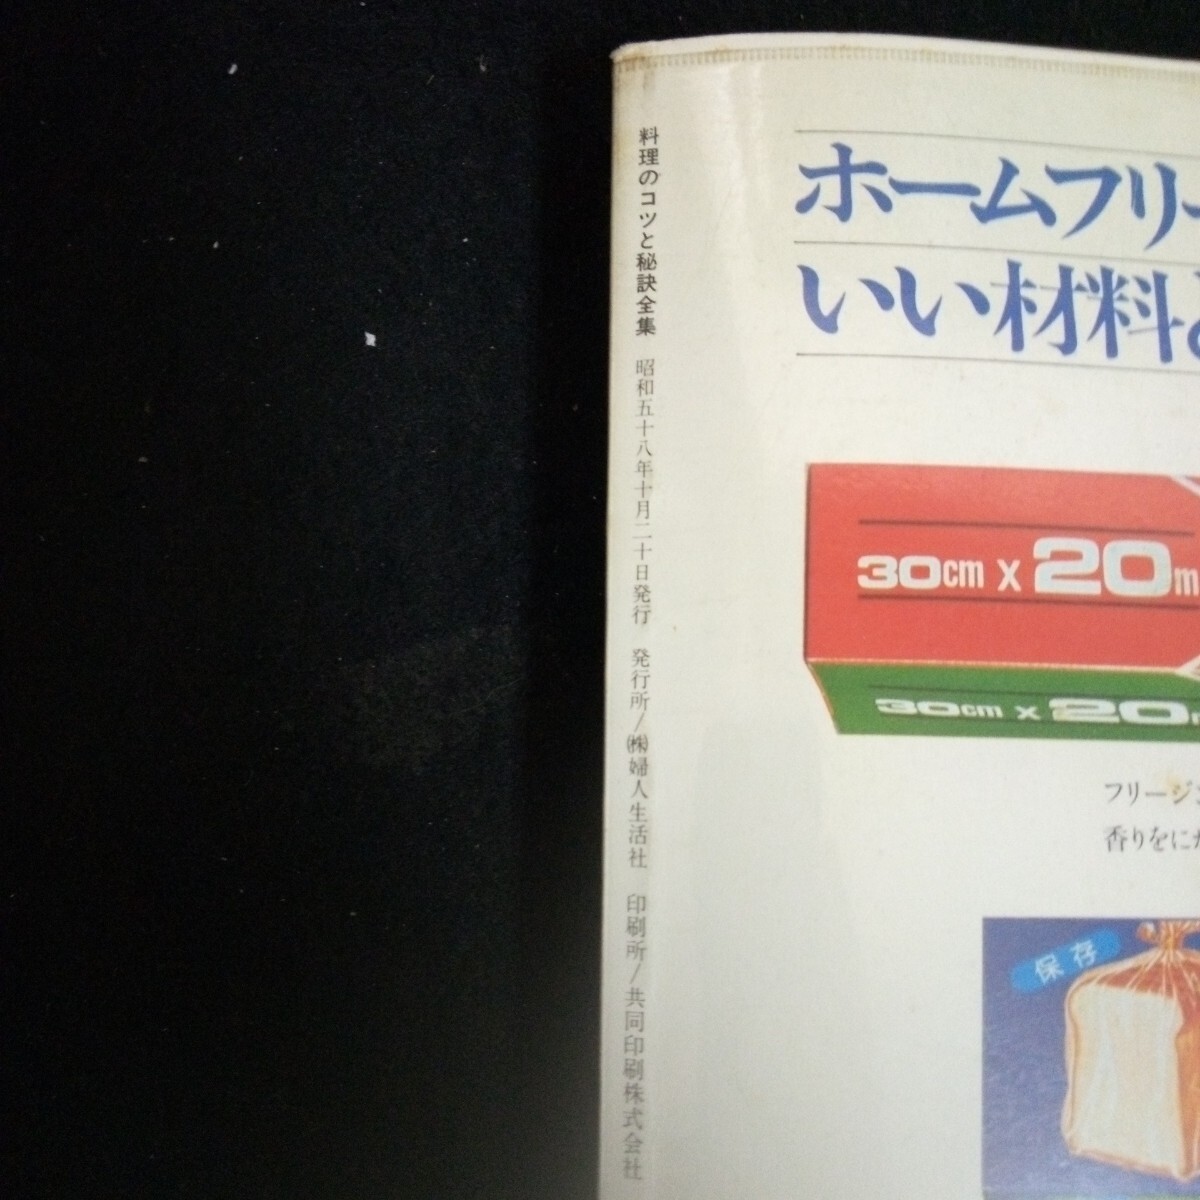 料理のコツと秘訣全集 昭和五十八年十月二十日発行 発行所/㈱婦人生活社 印刷所/共同印刷株式会社
ホームフリー
いい材料
30cm x 20m
30cm x 20
フリージ
香りをに
保存